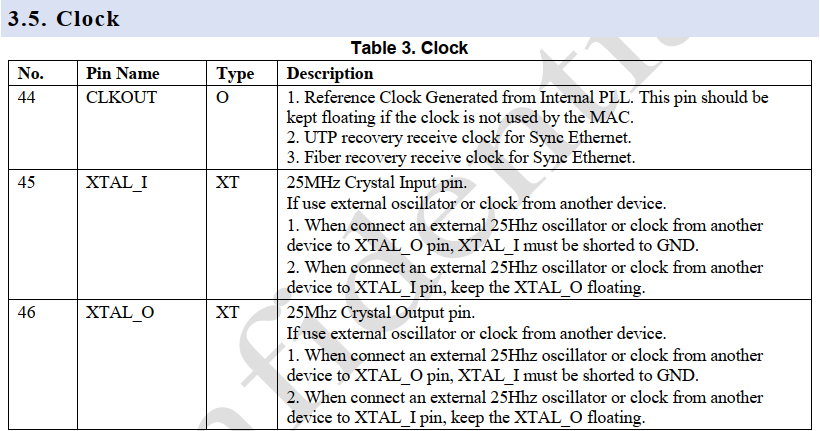 3.5. Clock
Table 3. Clock
No. Pin Name Type Description
44 CLKOUT O 1. Reference Clock Generated from Internal PLL. This pin should be
kept floating if the clock is not used by the MAC.
2. UTP recovery receive clock for Sync Ethernet.
3. Fiber recovery receive clock for Sync Ethernet.
45 XTAL_I XT 25MHz Crystal Input pin.
If use external oscillator or clock from another device.
1. When connect an external 25Hhz oscillator or clock from another
device to XTAL_O pin, XTAL_I must be shorted to GND.
2. When connect an external 25Hhz oscillator or clock from another
device to XTAL_I pin, keep the XTAL_O floating.
46 XTAL_O XT 25Mhz Crystal Output pin.
If use external oscillator or clock from another device.
1. When connect an external 25Hhz oscillator or clock from another
device to XTAL_O pin, XTAL_I must be shorted to GND.
2. When connect an external 25Hhz oscillator or clock from another
device to XTAL_I pin, keep the XTAL_O floating.